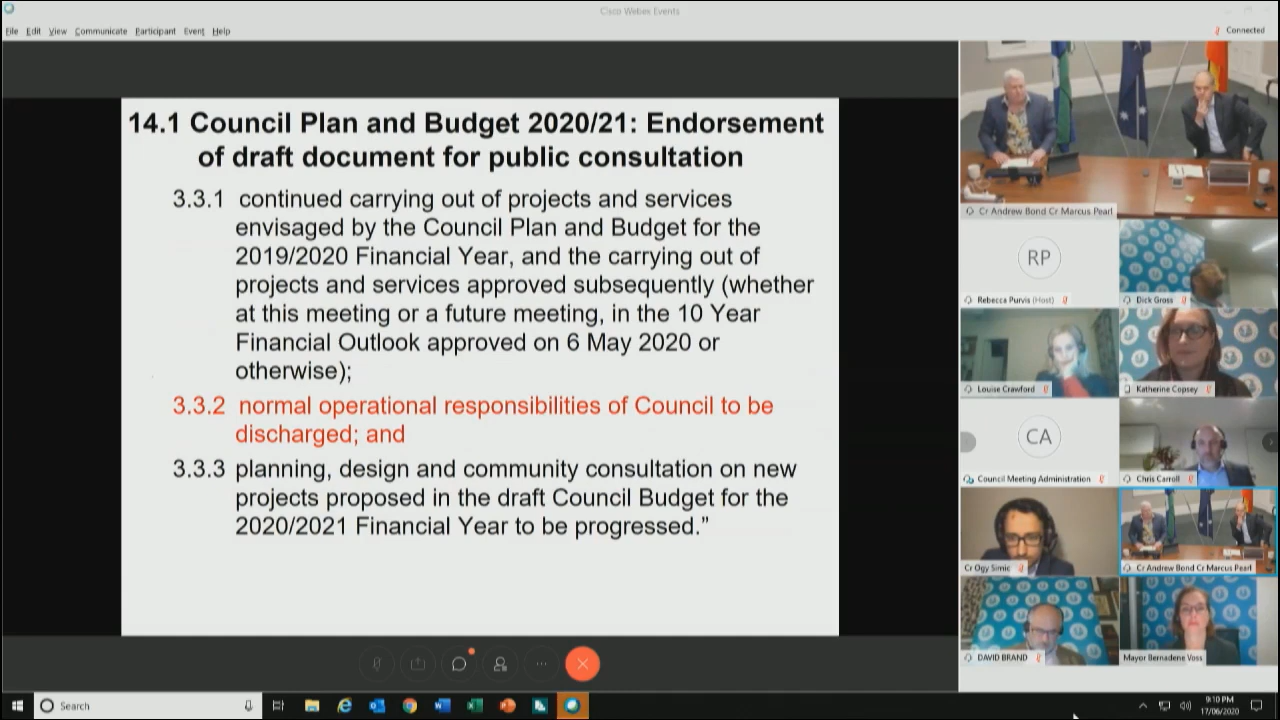 Cisco Webex Events
File Edit View Communicate Participant Event Help
Connected
14.1 Council Plan and Budget 2020/21: Endorsement
of draft document for public consultation
3.3.1 continued carrying out of projects and services
envisaged by the Council Plan and Budget for the
2019/2020 Financial Year, and the carrying out of
projects and services approved subsequently (whether
at this meeting or a future meeting, in the 10 Year
Financial Outlook approved on 6 May 2020 or
otherwise);
3.3.2 normal operational responsibilities of Council to be
discharged; and
3.3.3 planning, design and community consultation on new
projects proposed in the draft Council Budget for the
2020/2021 Financial Year to be progressed.”
Cr Andrew Bond Cr Marcus Pearl
RP
Rebecca Purvis (Host)
Dick Gross
Louise Crawford
Katherine Copsey
CA
Council Meeting Administration
Chris Carroll
Cr Ogy Simic
Cr Andrew Bond Cr Marcus Pearl
DAVID BRAND
Mayor Bernadene Voss
Search
9:10 PM
17/06/2020